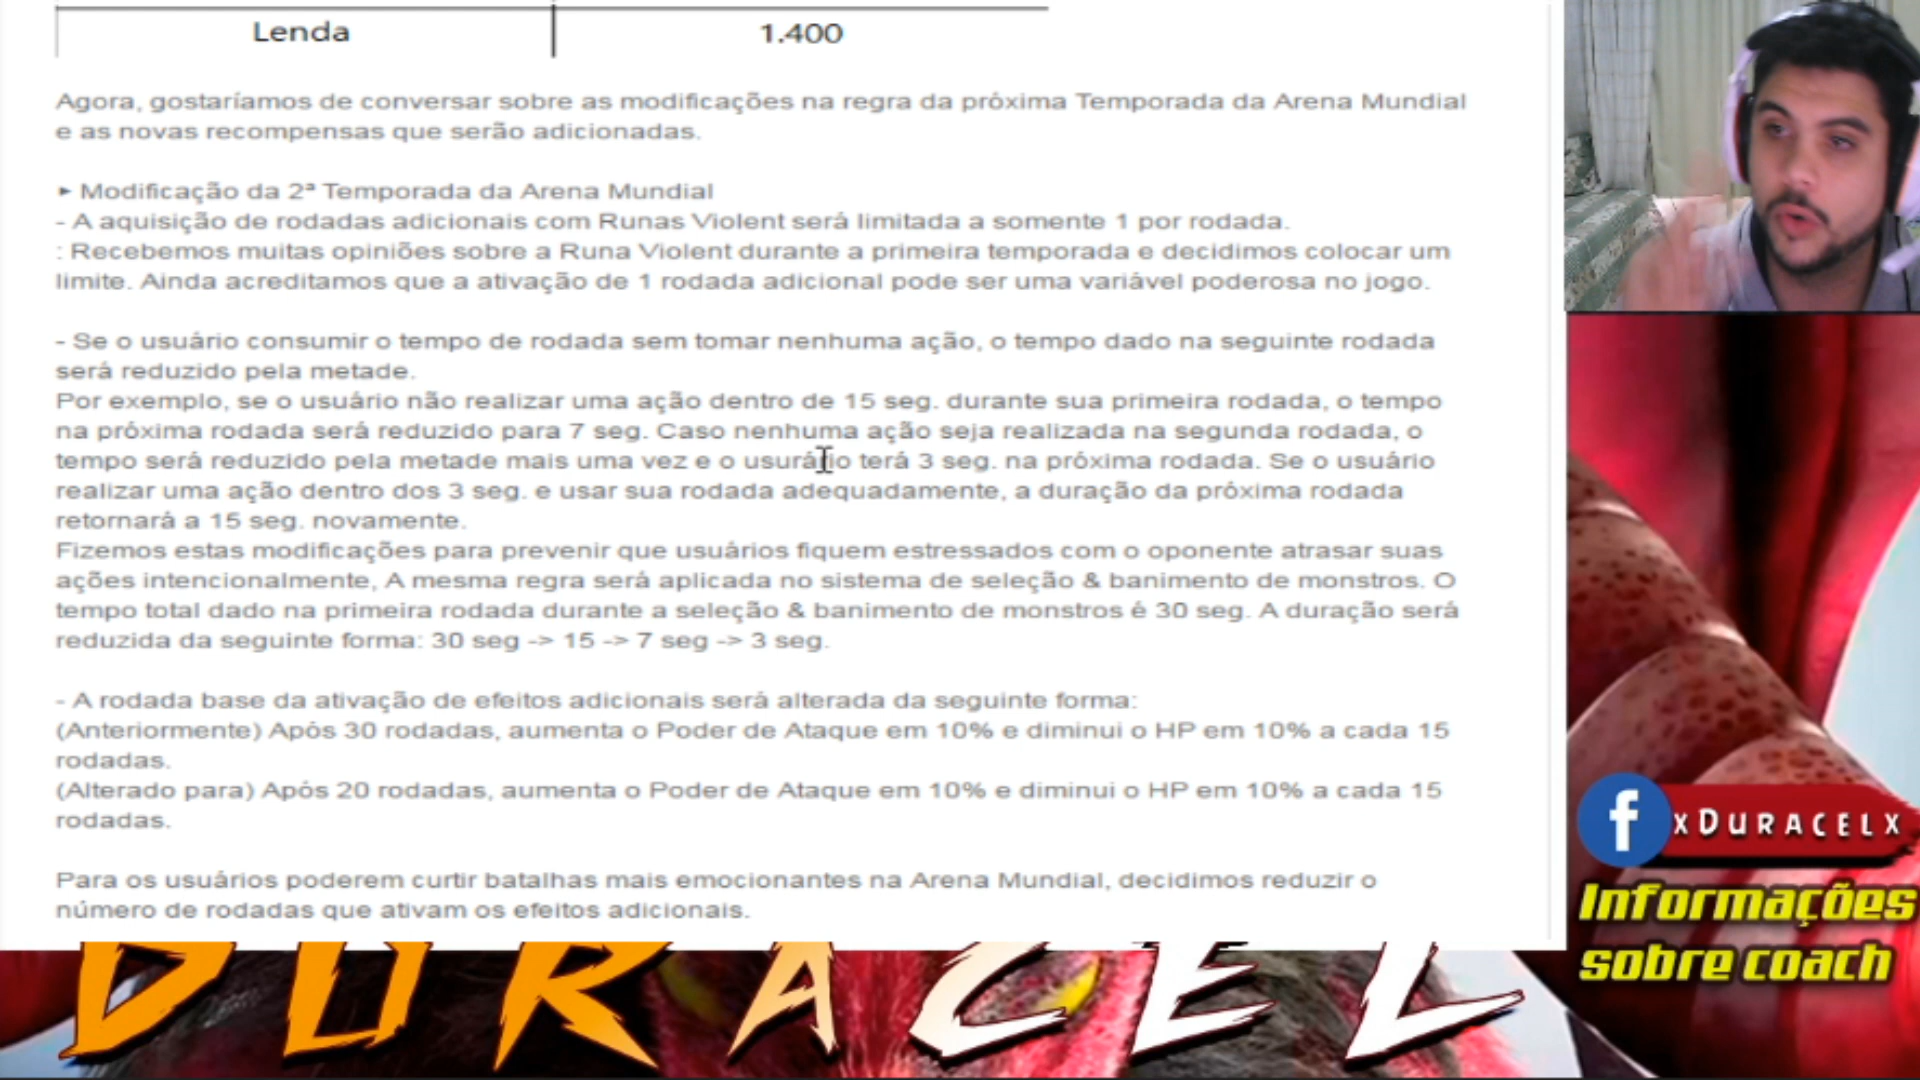 Lenda 1.400
Agora, gostaríamos de conversar sobre as modificações na regra da próxima Temporada da Arena Mundial
e as novas recompensas que serão adicionadas.
▸ Modificação da 2ª Temporada da Arena Mundial
- A aquisição de rodadas adicionais com Runas Violent será limitada a somente 1 por rodada.
: Recebemos muitas opiniões sobre a Runa Violent durante a primeira temporada e decidimos colocar um
limite. Ainda acreditamos que a ativação de 1 rodada adicional pode ser uma variável poderosa no jogo.
- Se o usuário consumir o tempo de rodada sem tomar nenhuma ação, o tempo dado na seguinte rodada
será reduzido pela metade.
Por exemplo, se o usuário não realizar uma ação dentro de 15 seg. durante sua primeira rodada, o tempo
na próxima rodada será reduzido para 7 seg. Caso nenhuma ação seja realizada na segunda rodada, o
tempo será reduzido pela metade mais uma vez e o usurário terá 3 seg. na próxima rodada. Se o usuário
realizar uma ação dentro dos 3 seg. e usar sua rodada adequadamente, a duração da próxima rodada
retornará a 15 seg. novamente.
Fizemos estas modificações para prevenir que usuários fiquem estressados com o oponente atrasar suas
ações intencionalmente, A mesma regra será aplicada no sistema de seleção & banimento de monstros. O
tempo total dado na primeira rodada durante a seleção & banimento de monstros é 30 seg. A duração será
reduzida da seguinte forma: 30 seg -> 15 -> 7 seg -> 3 seg.
- A rodada base da ativação de efeitos adicionais será alterada da seguinte forma:
(Anteriormente) Após 30 rodadas, aumenta o Poder de Ataque em 10% e diminui o HP em 10% a cada 15
rodadas.
(Alterado para) Após 20 rodadas, aumenta o Poder de Ataque em 10% e diminui o HP em 10% a cada 15
rodadas.
Para os usuários poderem curtir batalhas mais emocionantes na Arena Mundial, decidimos reduzir o
número de rodadas que ativam os efeitos adicionais.
f xDURACELx
Informações
sobre coach
DURACEL